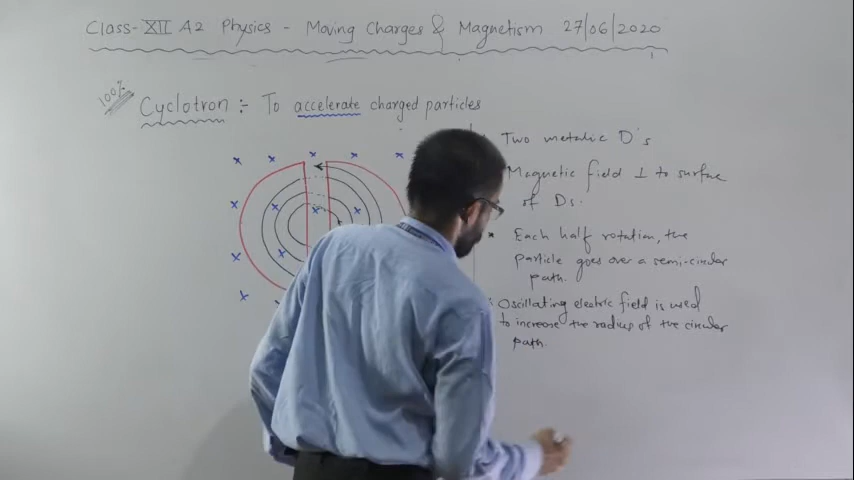 Class-XII A2 Physics - Moving Charges & Magnetism 27/06/2020
100%
Cyclotron :- To accelerate charged particles
Two metalic D's
Magnetic field ⊥ to surface
of Ds.
* Each half rotation, the
particle goes over a semi-circular
path.
Oscillating electric field is used
to increase the radius of the circular
path.
x x x x x
x x x x
x x
x x